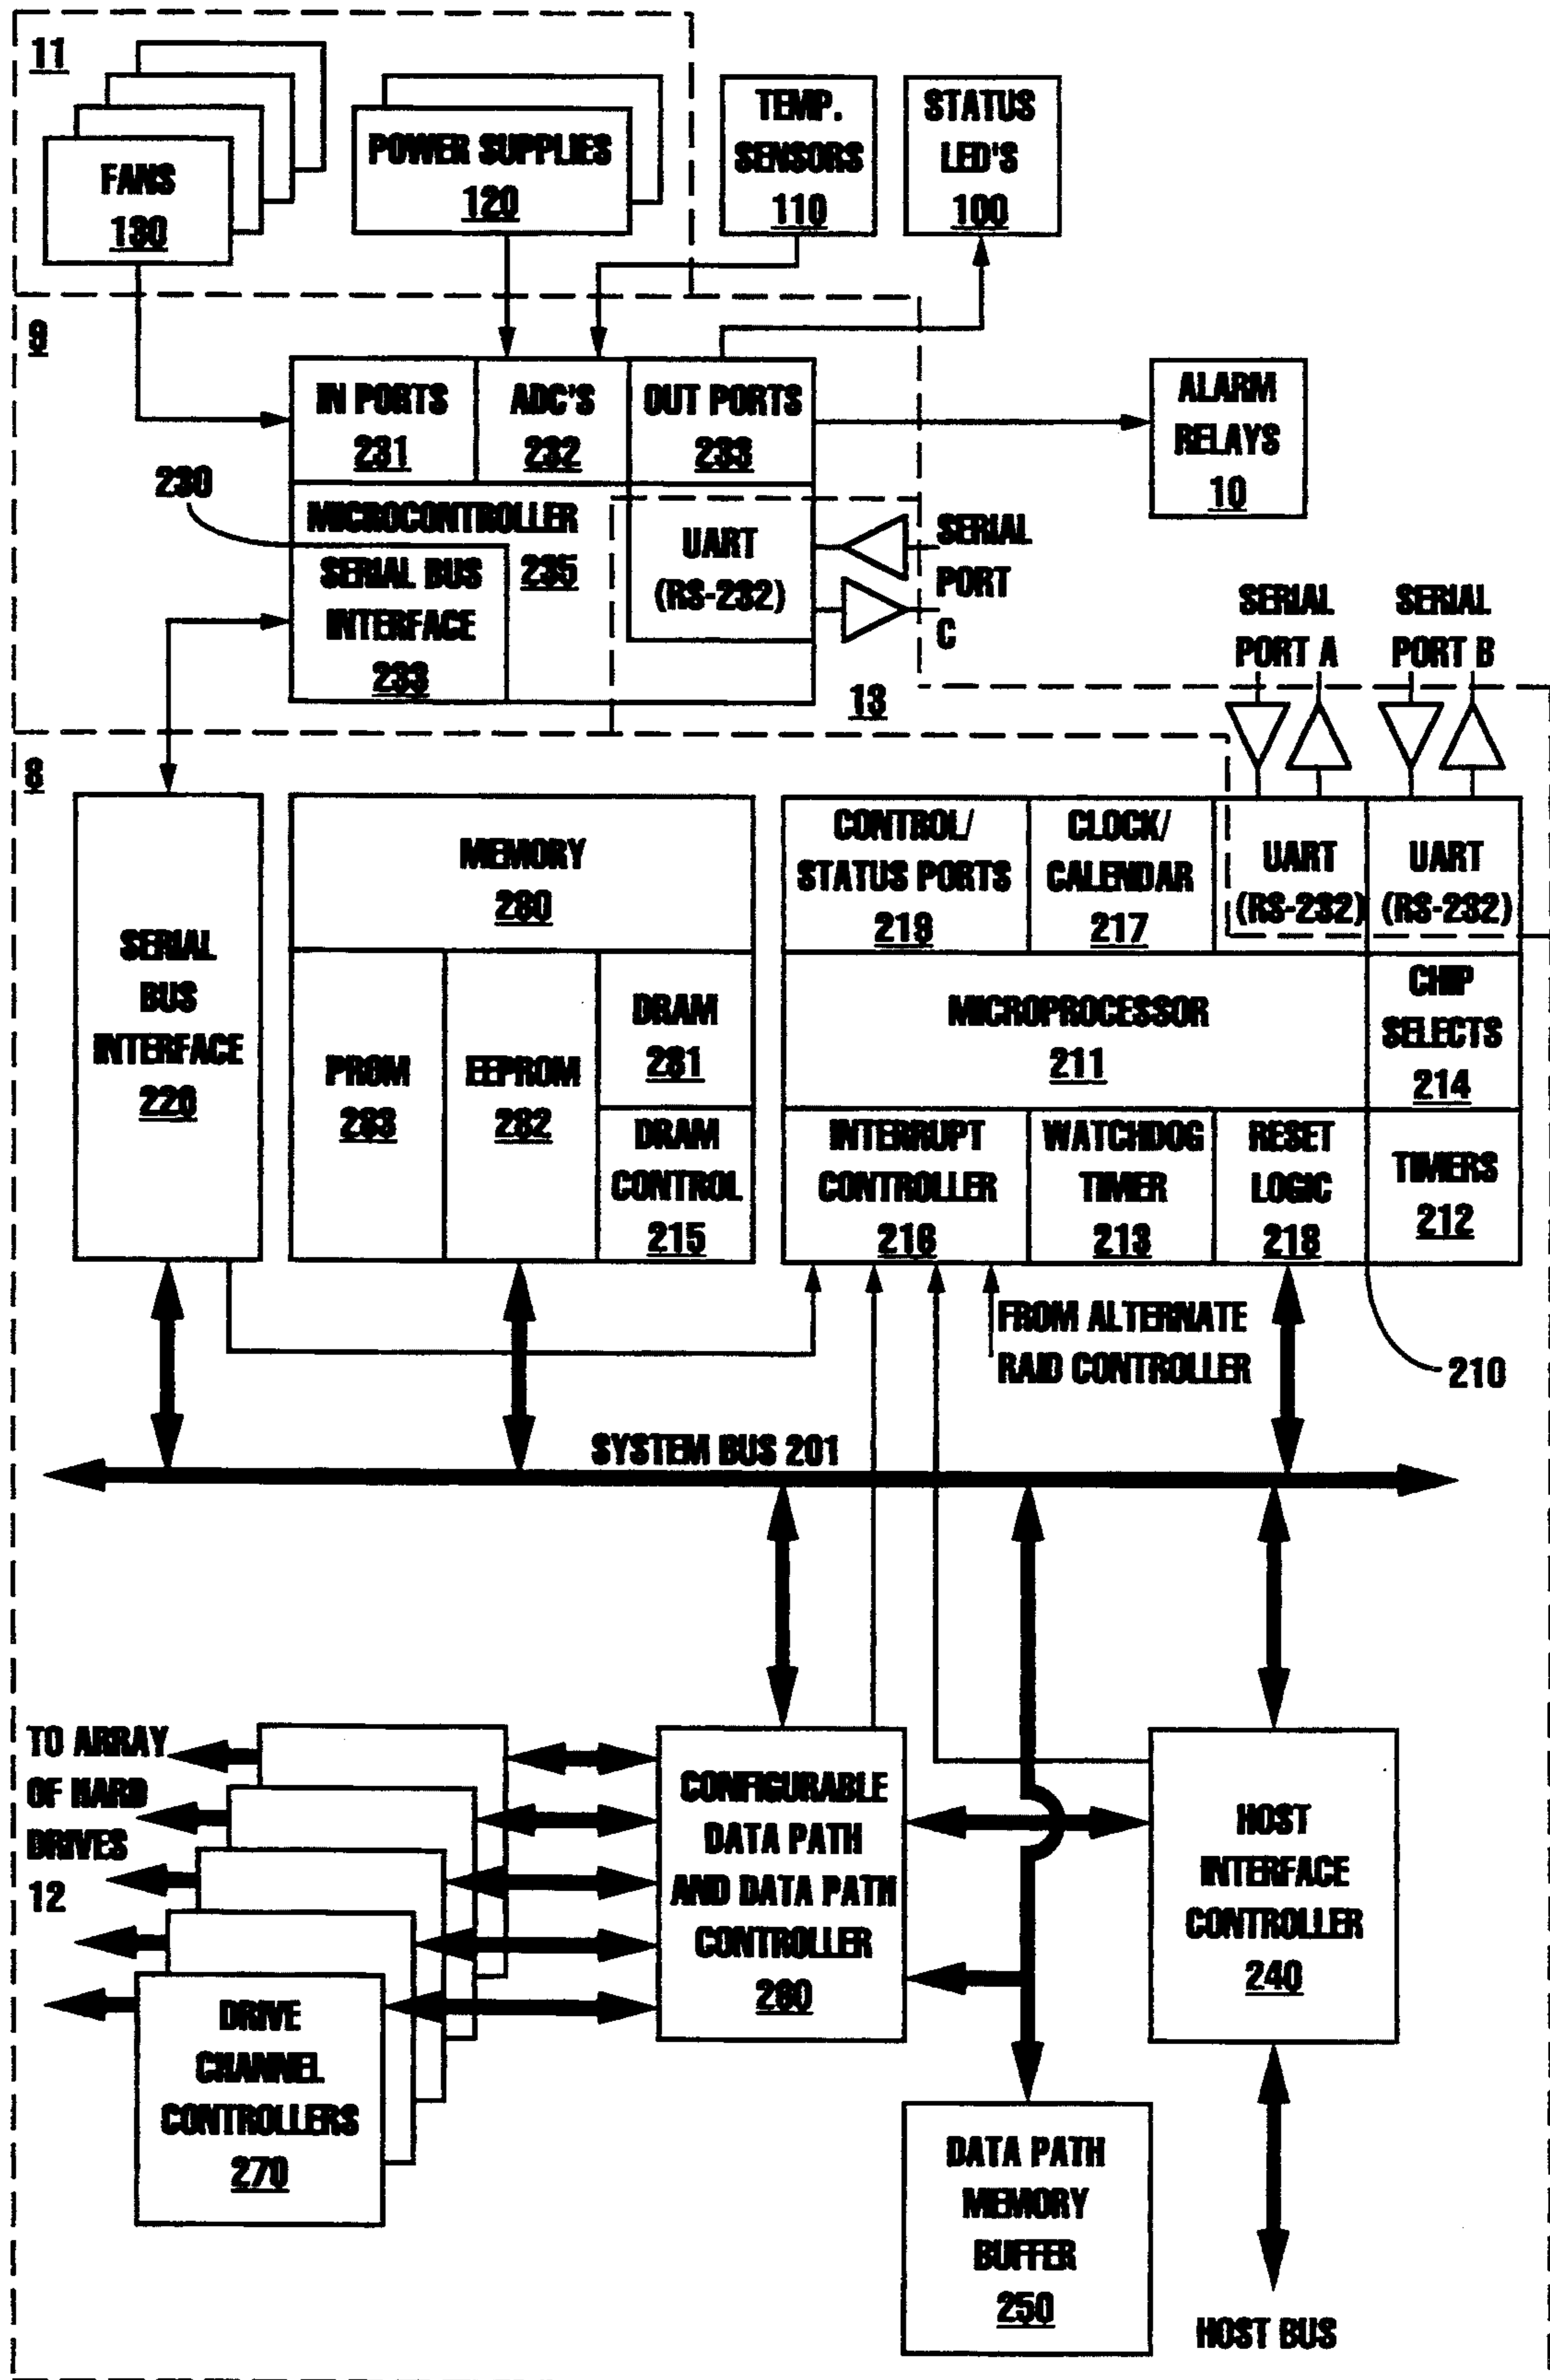 11
FANS
130
POWER SUPPLIES
120
TEMP.
SENSORS
110
STATUS
LED'S
100
9
IN PORTS
231
ADC'S
232
OUT PORTS
233
ALARM
RELAYS
10
230
MICROCONTROLLER
235
SERIAL BUS
INTERFACE
233
UART
(RS-232)
SERIAL
PORT
C
13
SERIAL
PORT A
SERIAL
PORT B
8
SERIAL
BUS
INTERFACE
220
MEMORY
280
PROM
283
EEPROM
282
DRAM
281
DRAM
CONTROL
215
CONTROL/
STATUS PORTS
219
CLOCK/
CALENDAR
217
UART
(RS-232)
UART
(RS-232)
MICROPROCESSOR
211
CHIP
SELECTS
214
INTERRUPT
CONTROLLER
216
WATCHDOG
TIMER
213
RESET
LOGIC
218
TIMERS
212
FROM ALTERNATE
RAID CONTROLLER
210
SYSTEM BUS 201
TO ARRAY
OF HARD
DRIVES
12
DRIVE
CHANNEL
CONTROLLERS
270
CONFIGURABLE
DATA PATH
AND DATA PATH
CONTROLLER
260
HOST
INTERFACE
CONTROLLER
240
DATA PATH
MEMORY
BUFFER
250
HOST BUS